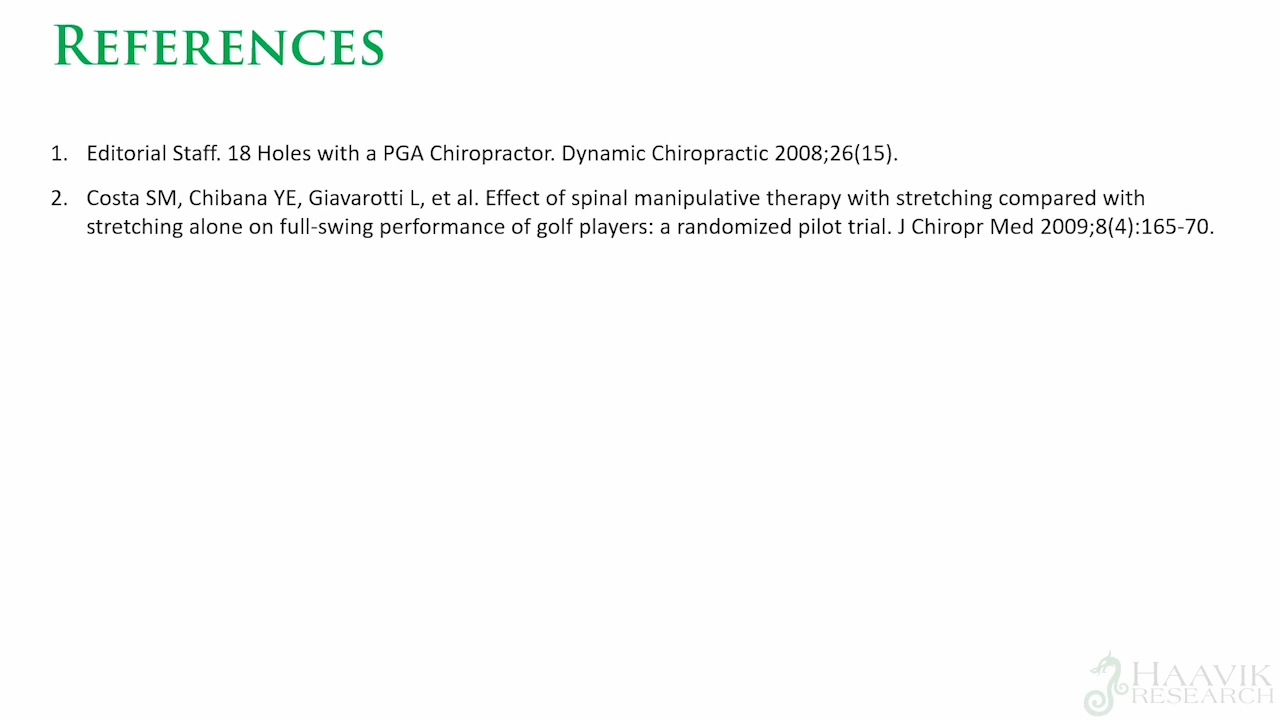 REFERENCES
1. Editorial Staff. 18 Holes with a PGA Chiropractor. Dynamic Chiropractic 2008;26(15).
2. Costa SM, Chibana YE, Giavarotti L, et al. Effect of spinal manipulative therapy with stretching compared with
stretching alone on full-swing performance of golf players: a randomized pilot trial. J Chiropr Med 2009;8(4):165-70.
HAAVIK
RESEARCH